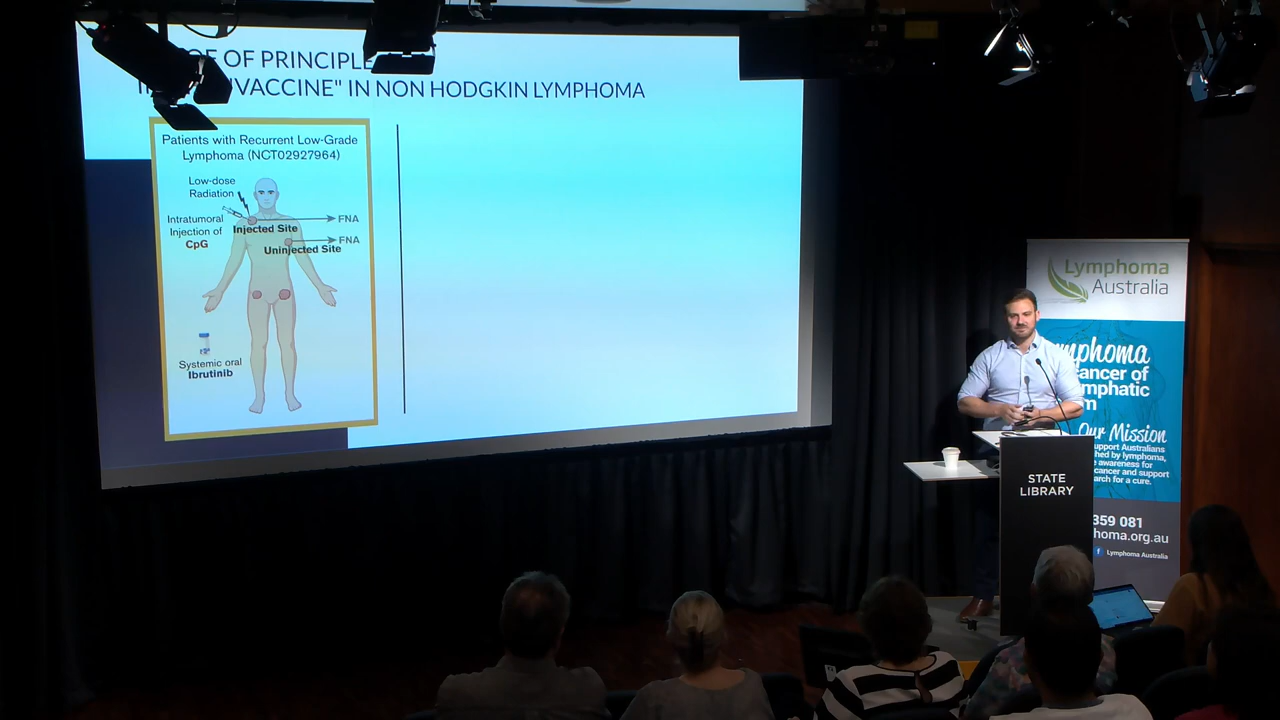 OF PRINCIPLE
VACCINE" IN NON HODGKIN LYMPHOMA
Patients with Recurrent Low-Grade
Lymphoma (NCT02927964)
Low-dose
Radiation
Intratumoral
Injection of
CpG
FNA
Injected Site
FNA
Uninjected Site
Systemic oral
Ibrutinib
Lymphoma
Australia
mphoma
ancer of
mphatic
m
Our Mission
upport Australians
hed by lymphoma,
e awareness for
cancer and support
arch for a cure.
359 081
homa.org.au
f Lymphoma Australia
STATE
LIBRARY